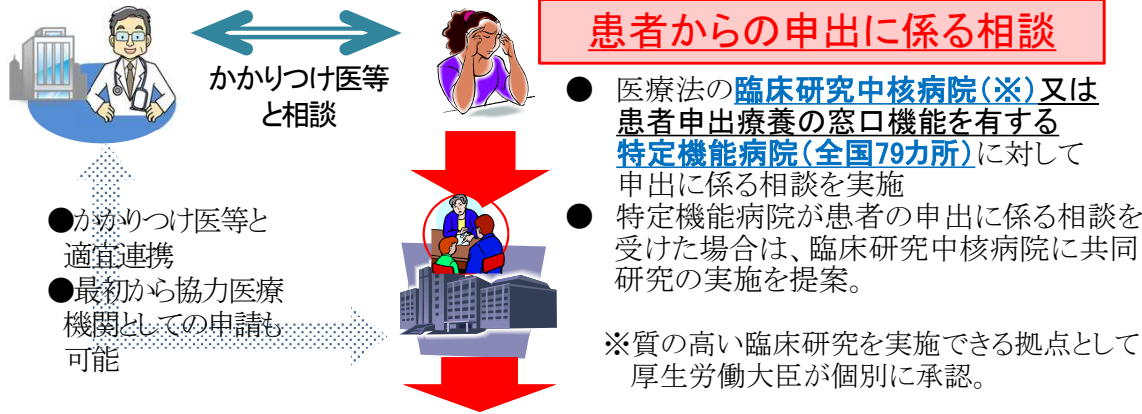 患者からの申出に係る相談
かかりつけ医等
と相談
● 医療法の臨床研究中核病院(※)又は
患者申出療養の窓口機能を有する
特定機能病院(全国79カ所)に対して
申出に係る相談を実施
● 特定機能病院が患者の申出に係る相談を
受けた場合は、臨床研究中核病院に共同
研究の実施を提案。
※質の高い臨床研究を実施できる拠点として
厚生労働大臣が個別に承認。
●かかりつけ医等と
適宜連携
●最初から協力医療
機関としての申請も
可能